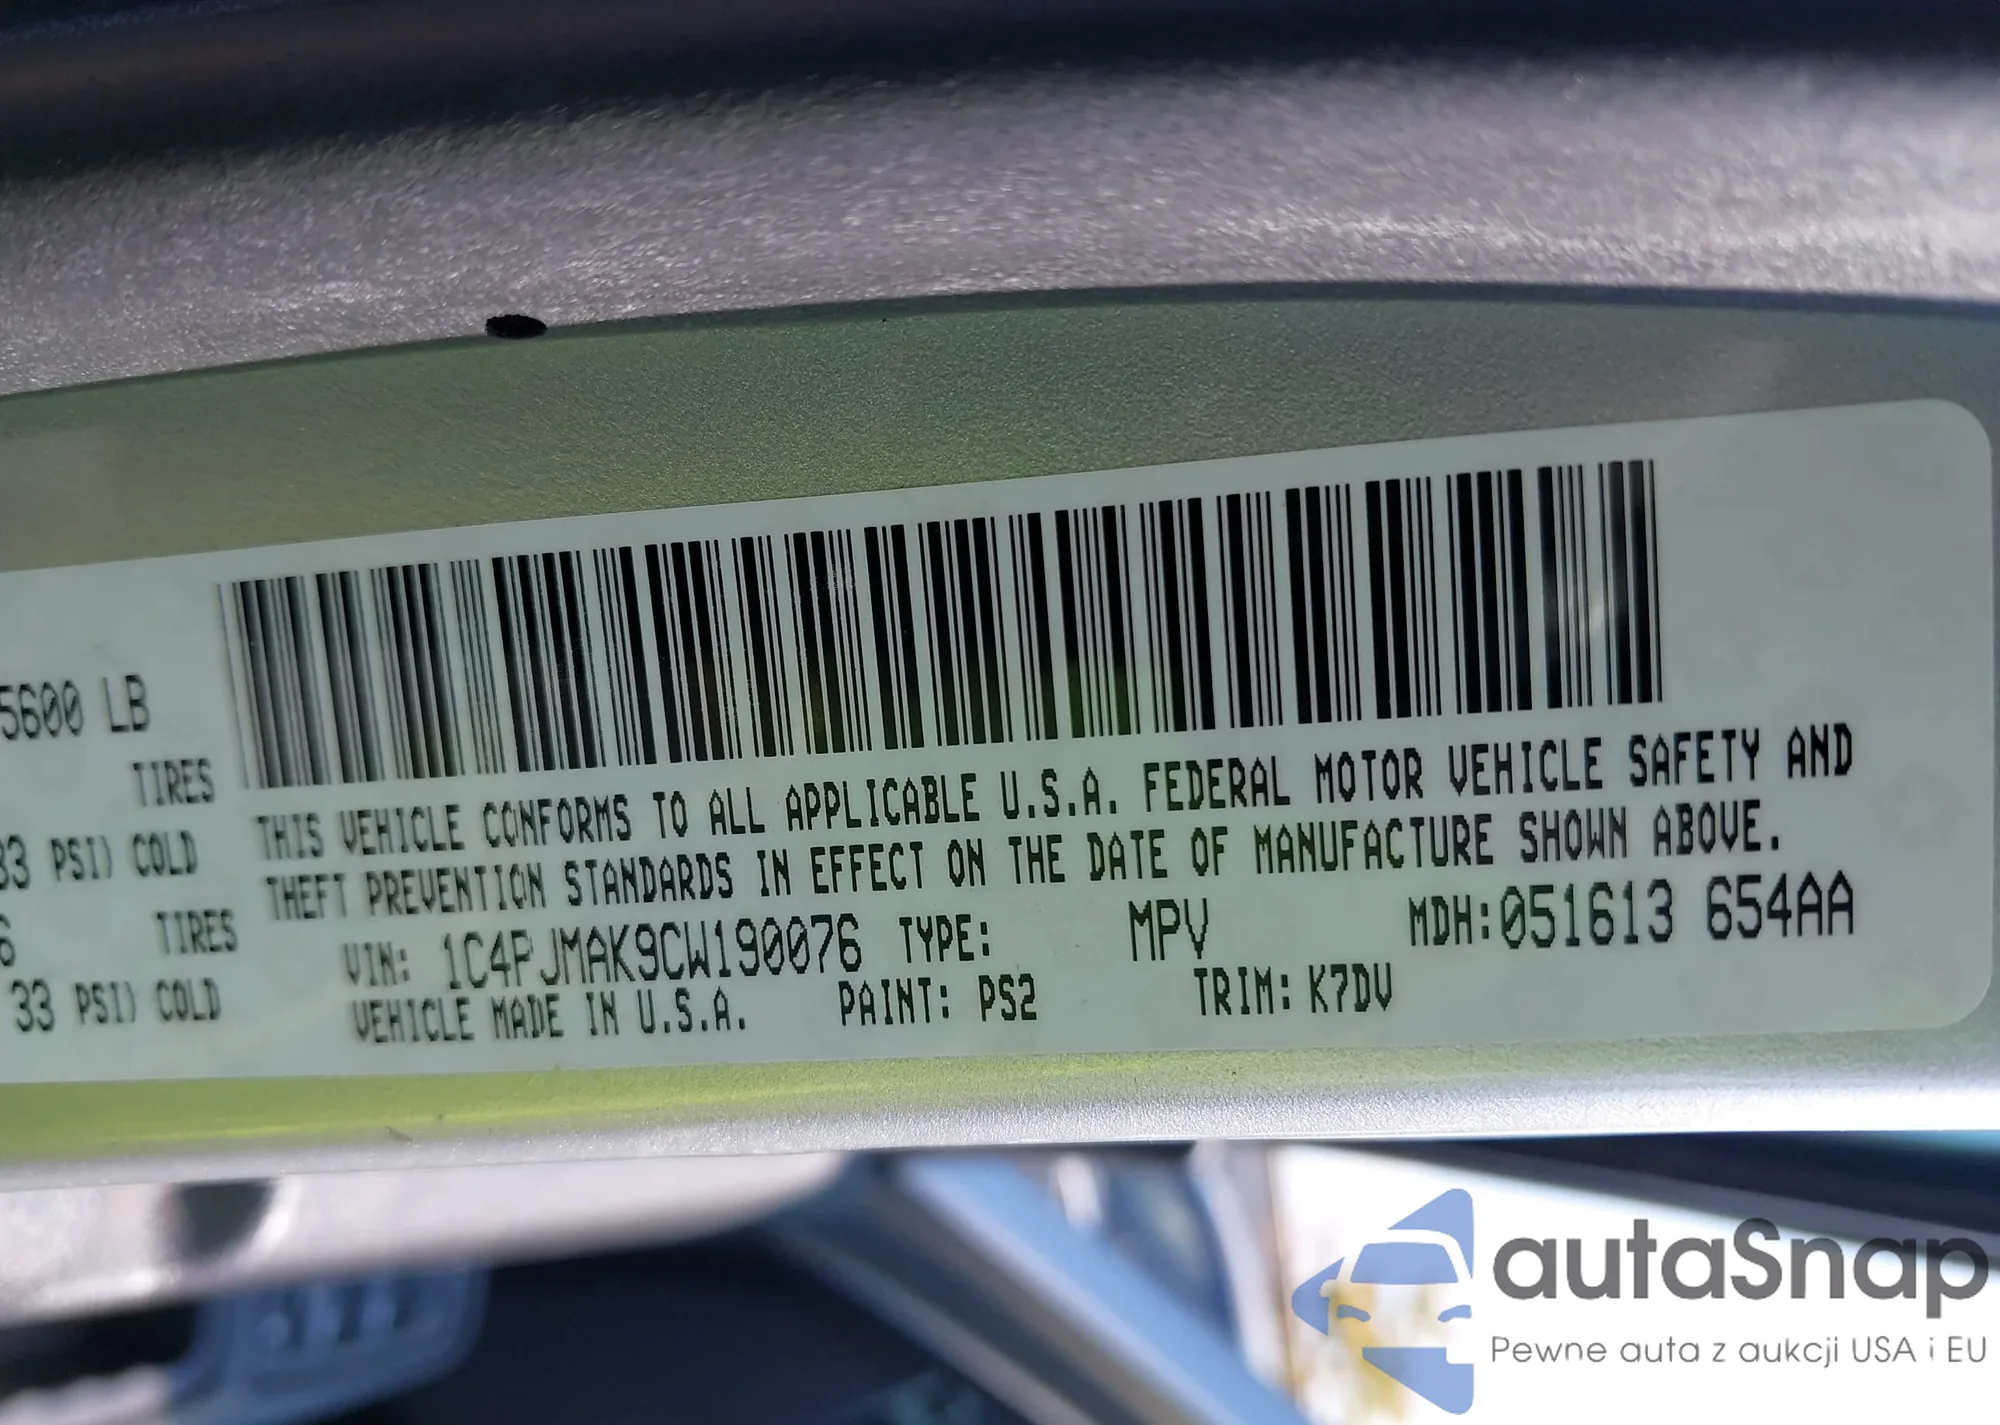 5600 LB
TIRES
33 PSI) COLD
6 TIRES
33 PSI) COLD
THIS VEHICLE CONFORMS TO ALL APPLICABLE U.S.A. FEDERAL MOTOR VEHICLE SAFETY AND
THEFT PREVENTION STANDARDS IN EFFECT ON THE DATE OF MANUFACTURE SHOWN ABOVE.
VIN: 1C4PJMAK9CW190076 TYPE: MPV MDH:051613 654AA
VEHICLE MADE IN U.S.A. PAINT: PS2 TRIM: K7DV
autaSnap
Pewne auta z aukcji USA i EU